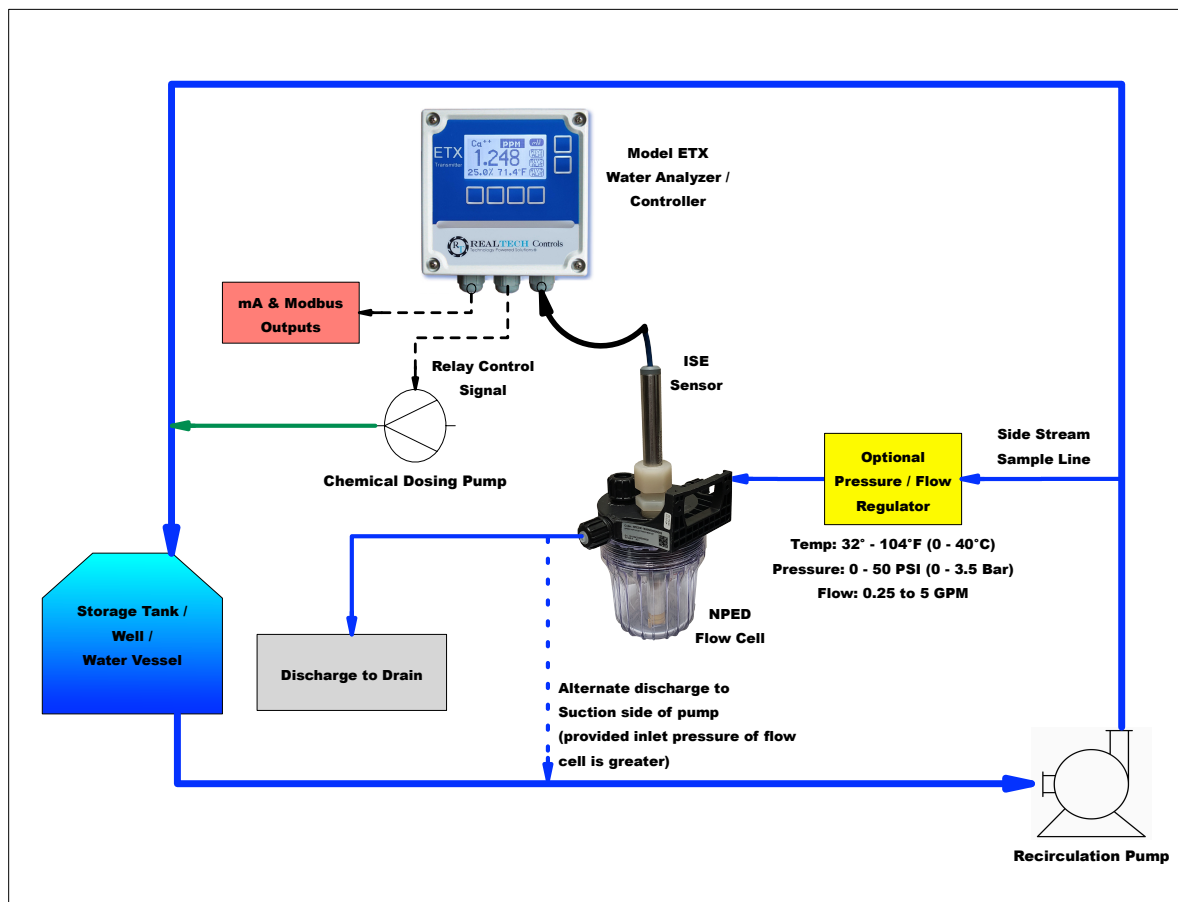 ETX
Transmitter
Ca++ PPM
1.248
25.0% 71.4°F
REALTECH Controls
Model ETX
Water Analyzer /
Controller
mA & Modbus
Outputs
Relay Control
Signal
ISE
Sensor
Chemical Dosing Pump
Optional
Pressure / Flow
Regulator
Side Stream
Sample Line
Temp: 32° - 104°F (0 - 40°C)
Pressure: 0 - 50 PSI (0 - 3.5 Bar)
Flow: 0.25 to 5 GPM
NPED
Flow Cell
Storage Tank /
Well /
Water Vessel
Discharge to Drain
Alternate discharge to
Suction side of pump
(provided inlet pressure of flow
cell is greater)
Recirculation Pump